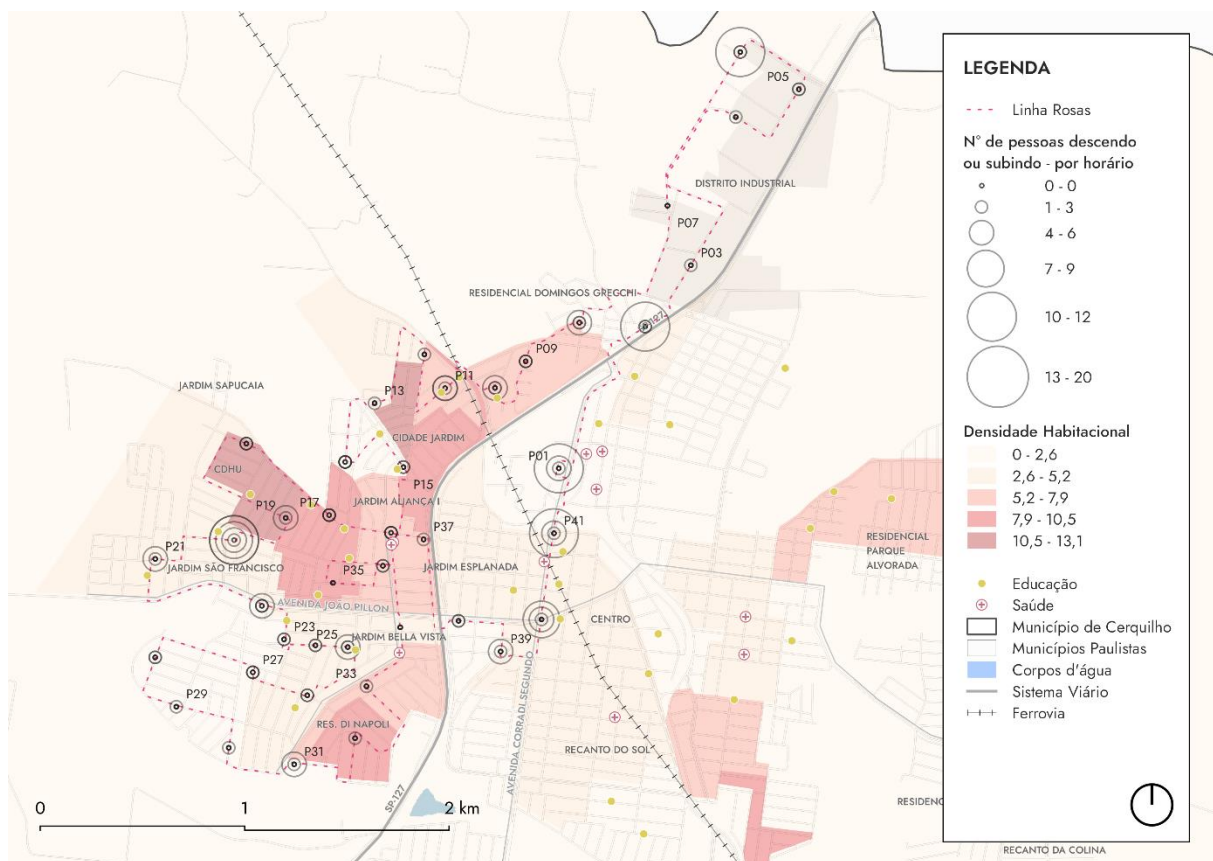 P05
DISTRITO INDUSTRIAL
P07
P03
RESIDENCIAL DOMINGOS GREGCHI
127
P09
P11
JARDIM SAPUCAIA
P13
CIDADE JARDIM
P01
CDHU
P15
JARDIM ALIANÇA I
P19
P17
P37
P41
P21
JARDIM SÃO FRANCISCO
P35
JARDIM ESPLANADA
RESIDENCIAL
PARQUE
ALVORADA
AVENIDA JOÃO PILLON
CENTRO
P23
P25
JARDIM BELLA VISTA
P39
P27
P33
P29
RES. DI NAPOLI
P31
AVENIDA CORRADI SEGUNDO
RECANTO DO SOL
SP-127
RESIDENC
RECANTO DA COLINA
0 1 2 km
LEGENDA
Linha Rosas
N° de pessoas descendo
ou subindo - por horário
0 - 0
1 - 3
4 - 6
7 - 9
10 - 12
13 - 20
Densidade Habitacional
0 - 2,6
2,6 - 5,2
5,2 - 7,9
7,9 - 10,5
10,5 - 13,1
Educação
Saúde
Município de Cerquilho
Municípios Paulistas
Corpos d'água
Sistema Viário
Ferrovia